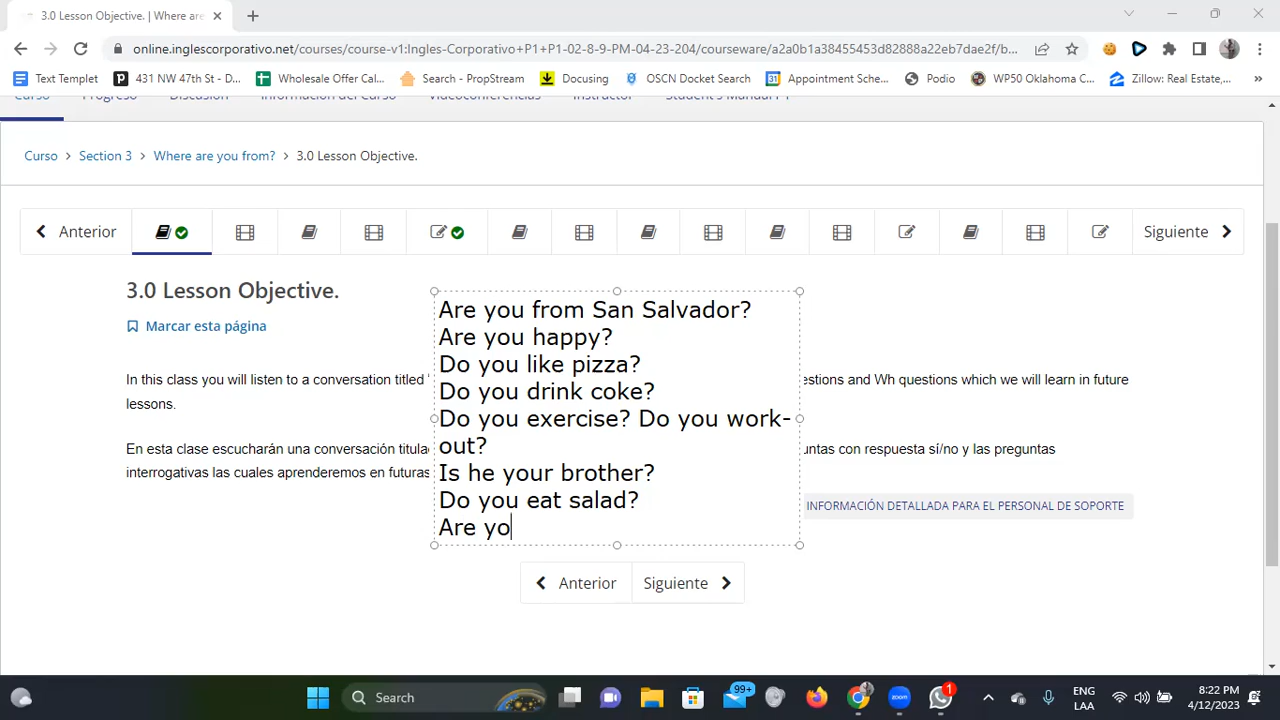 3.0 Lesson Objective. | Where are
online.inglescorporativo.net/courses/course-v1:Ingles-Corporativo+P1+P1-02-8-9-PM-04-23-204/courseware/a2a0b1a38455453d82888a22eb7dae2f/b...
Text Templet 431 NW 47th St - D... Wholesale Offer Cal... Search - PropStream Docusing OSCN Docket Search Appointment Sche... Podio WP50 Oklahoma C... Zillow: Real Estate,... »
Curso Progreso Discusión Información del Curso Videoconferencias Instructor Student's Manual P1
Curso > Section 3 > Where are you from? > 3.0 Lesson Objective.
Anterior Siguiente
3.0 Lesson Objective.
Marcar esta página
In this class you will listen to a conversation titled estions and Wh questions which we will learn in future
lessons.
En esta clase escucharán una conversación titula untas con respuesta sí/no y las preguntas
interrogativas las cuales aprenderemos en futuras
INFORMACIÓN DETALLADA PARA EL PERSONAL DE SOPORTE
Are you from San Salvador?
Are you happy?
Do you like pizza?
Do you drink coke?
Do you exercise? Do you work-
out?
Is he your brother?
Do you eat salad?
Are yo
Anterior Siguiente
Search 99+ 1 ENG
LAA
8:22 PM
4/12/2023